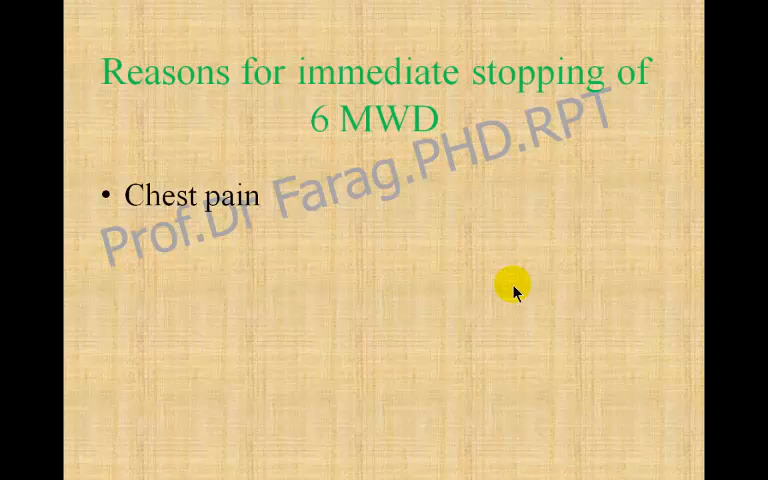 Reasons for immediate stopping of
6 MWD
• Chest pain
Prof.Dr Farag.PHD.RPT